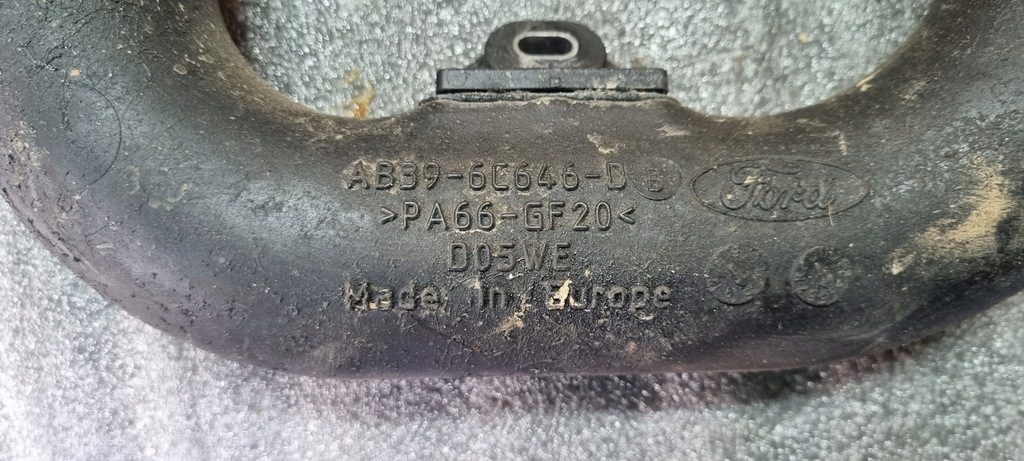 AB39-6C646-D B Ford
>PA66-GF20<
D05WE
Made in Europe